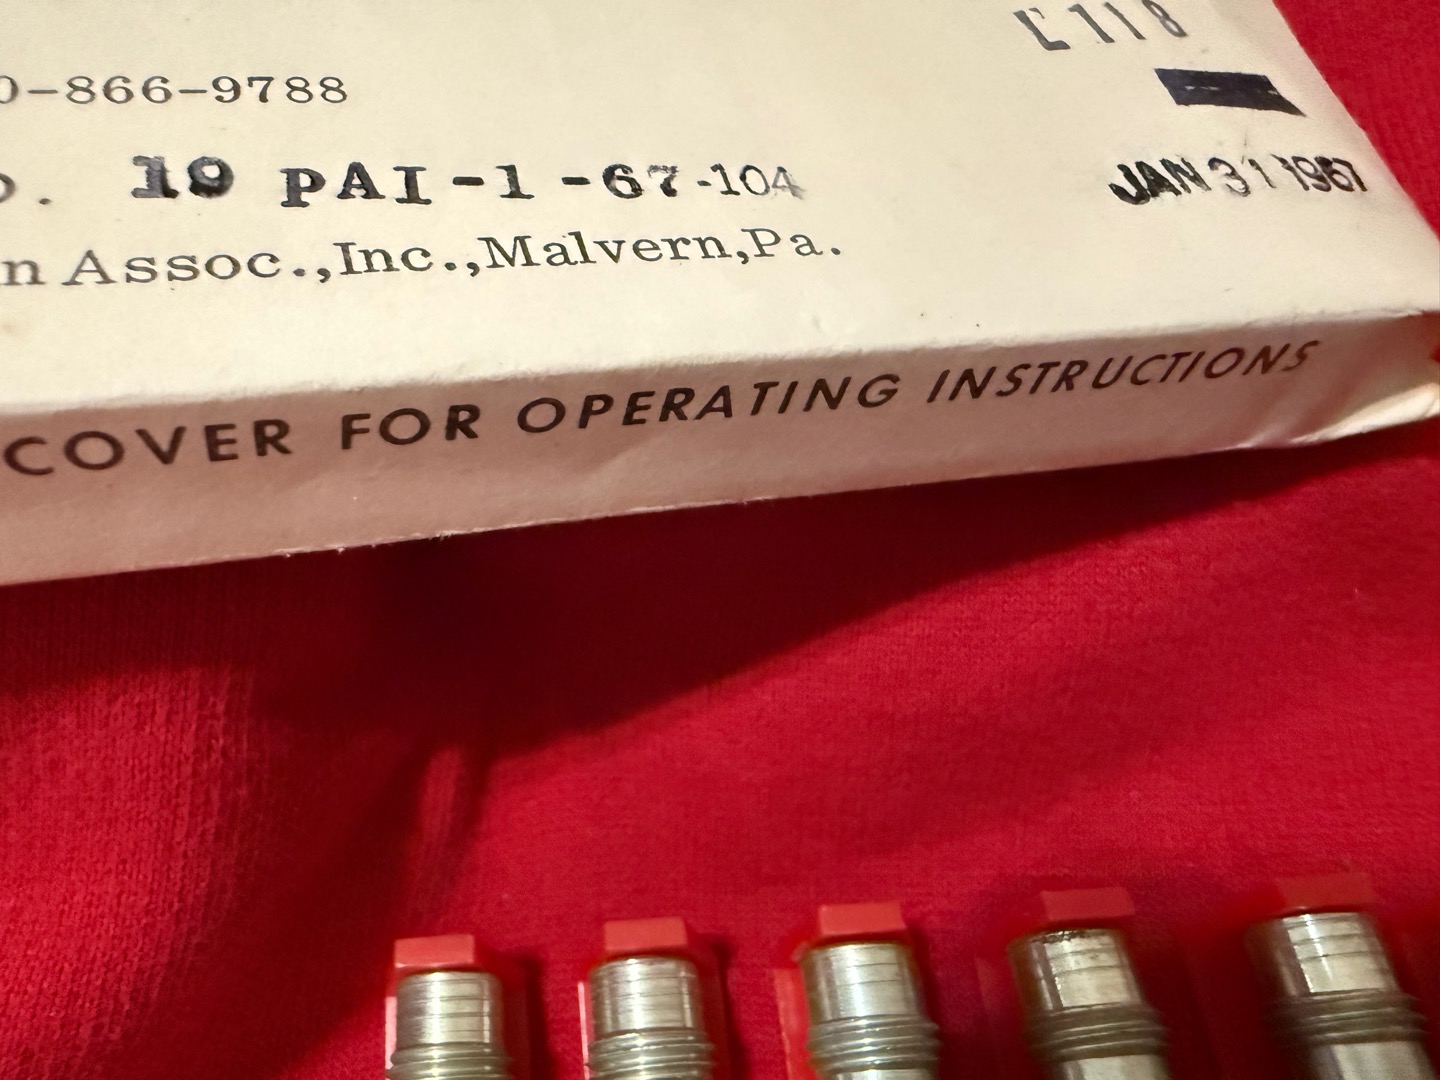 L 118
0-866-9788
JAN 31 1967
o. 19 PAI-1-67-104
n Assoc.,Inc.,Malvern,Pa.
COVER FOR OPERATING INSTRUCTIONS